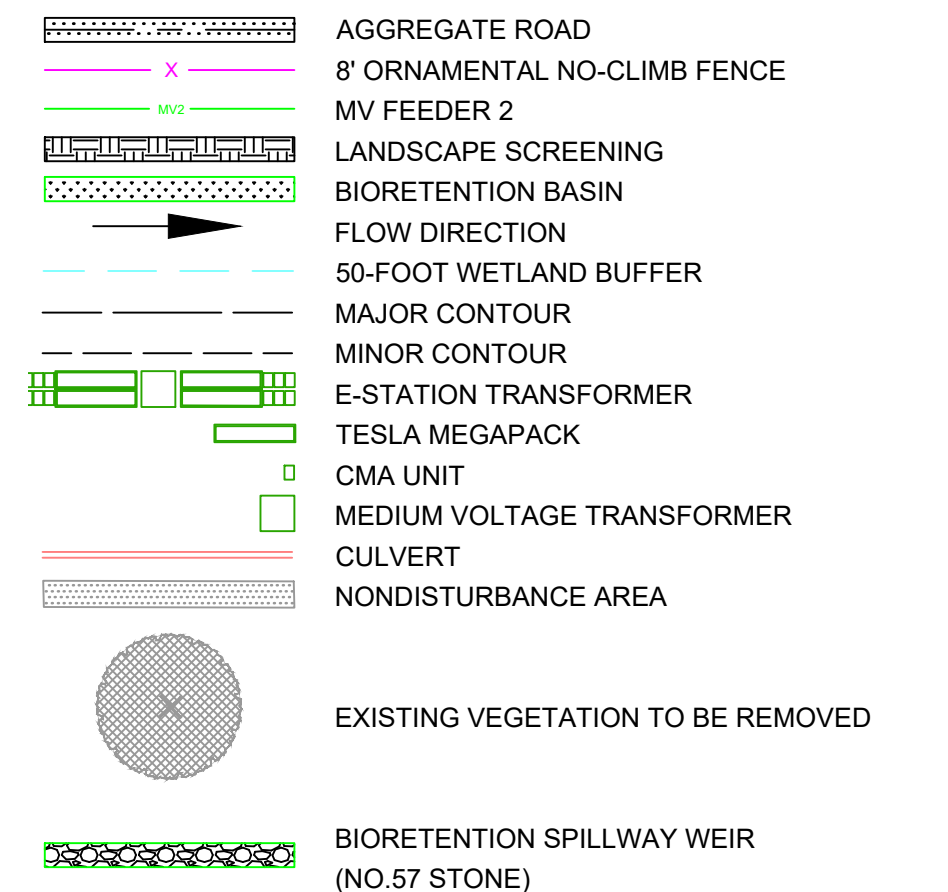 AGGREGATE ROAD
X 8' ORNAMENTAL NO-CLIMB FENCE
MV2 MV FEEDER 2
LANDSCAPE SCREENING
BIORETENTION BASIN
FLOW DIRECTION
50-FOOT WETLAND BUFFER
MAJOR CONTOUR
MINOR CONTOUR
E-STATION TRANSFORMER
TESLA MEGAPACK
CMA UNIT
MEDIUM VOLTAGE TRANSFORMER
CULVERT
NONDISTURBANCE AREA
EXISTING VEGETATION TO BE REMOVED
BIORETENTION SPILLWAY WEIR
(NO.57 STONE)